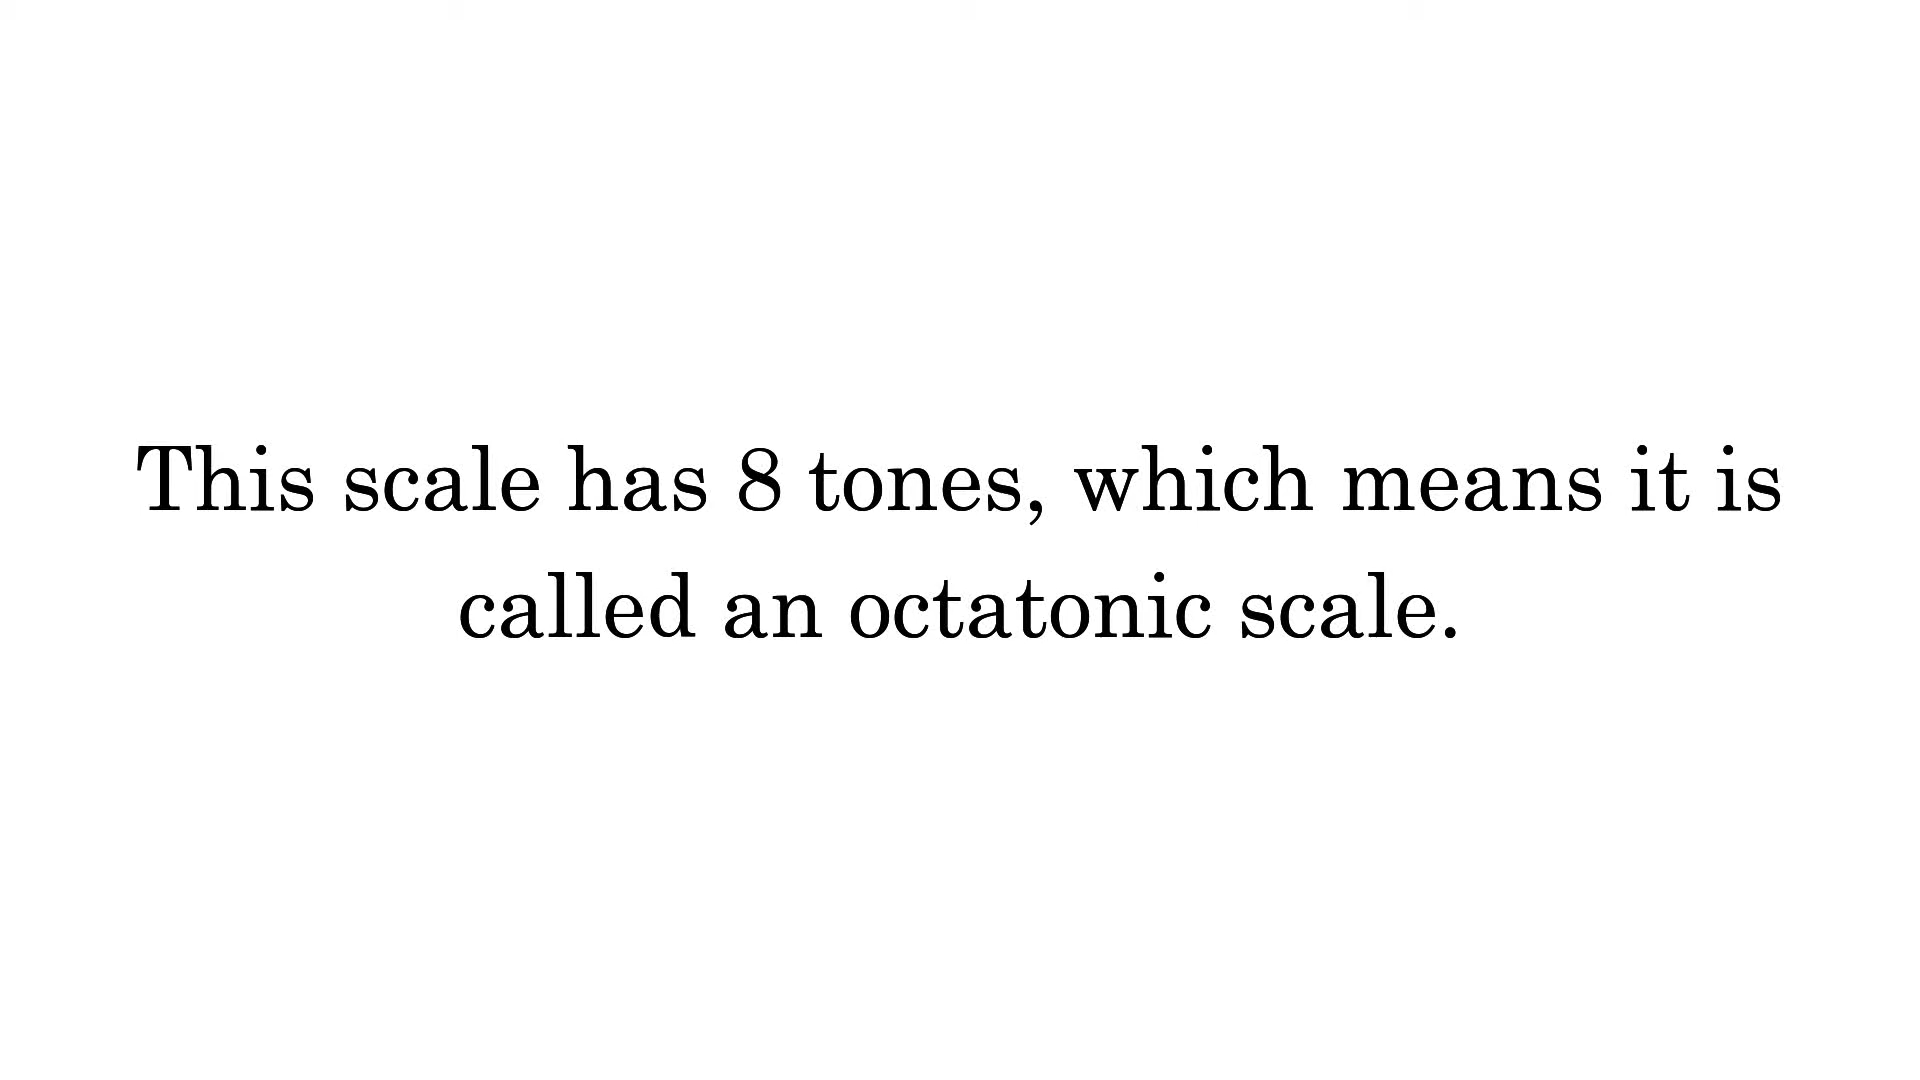 This scale has 8 tones, which means it is
called an octatonic scale.